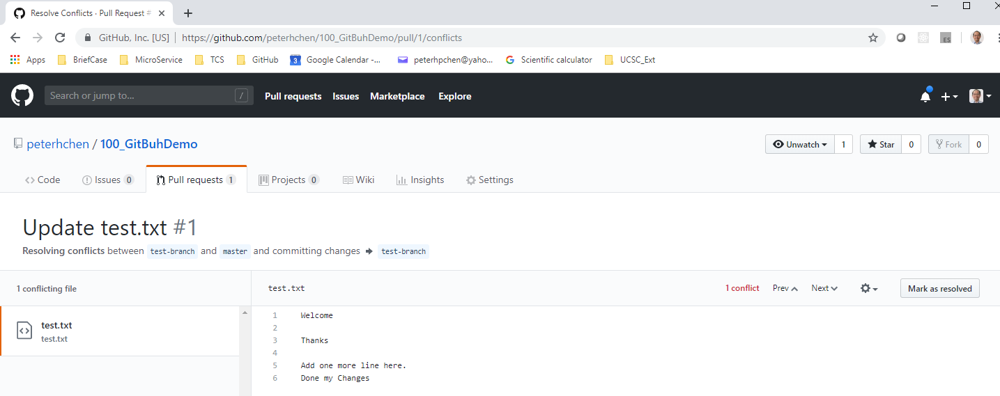 Resolve Conflicts · Pull Request #
GitHub, Inc. [US] | https://github.com/peterhchen/100_GitBuhDemo/pull/1/conflicts
ES
Apps BriefCase MicroService TCS GitHub 3 Google Calendar -... peterhpchen@yaho... Scientific calculator UCSC_Ext
Search or jump to... / Pull requests Issues Marketplace Explore
peterhchen / 100_GitBuhDemo Unwatch 1 Star 0 Fork 0
Code Issues 0 Pull requests 1 Projects 0 Wiki Insights Settings
Update test.txt #1
Resolving conflicts between test-branch and master and committing changes → test-branch
1 conflicting file test.txt 1 conflict Prev Next Mark as resolved
test.txt
test.txt
1 Welcome
2
3 Thanks
4
5 Add one more line here.
6 Done my Changes